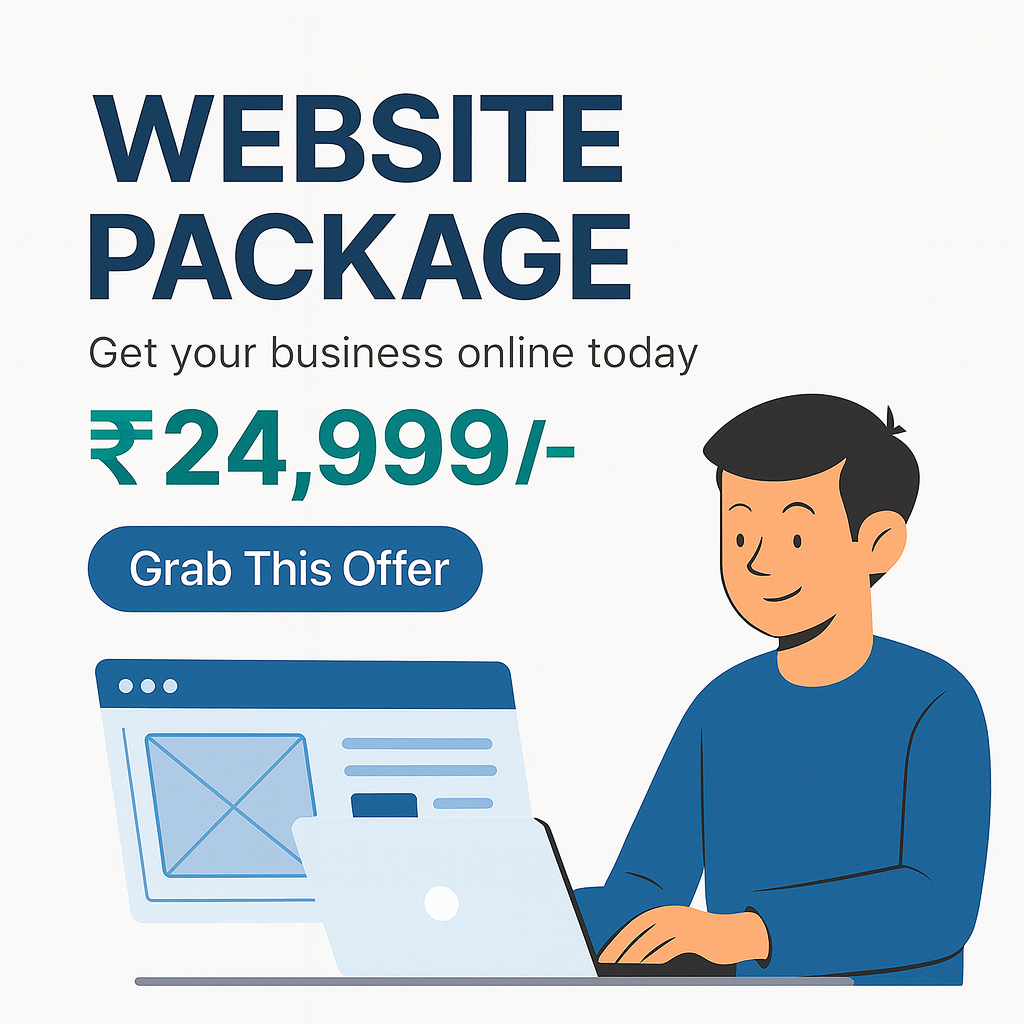 WEBSITE
PACKAGE
Get your business online today
₹24,999/-
Grab This Offer